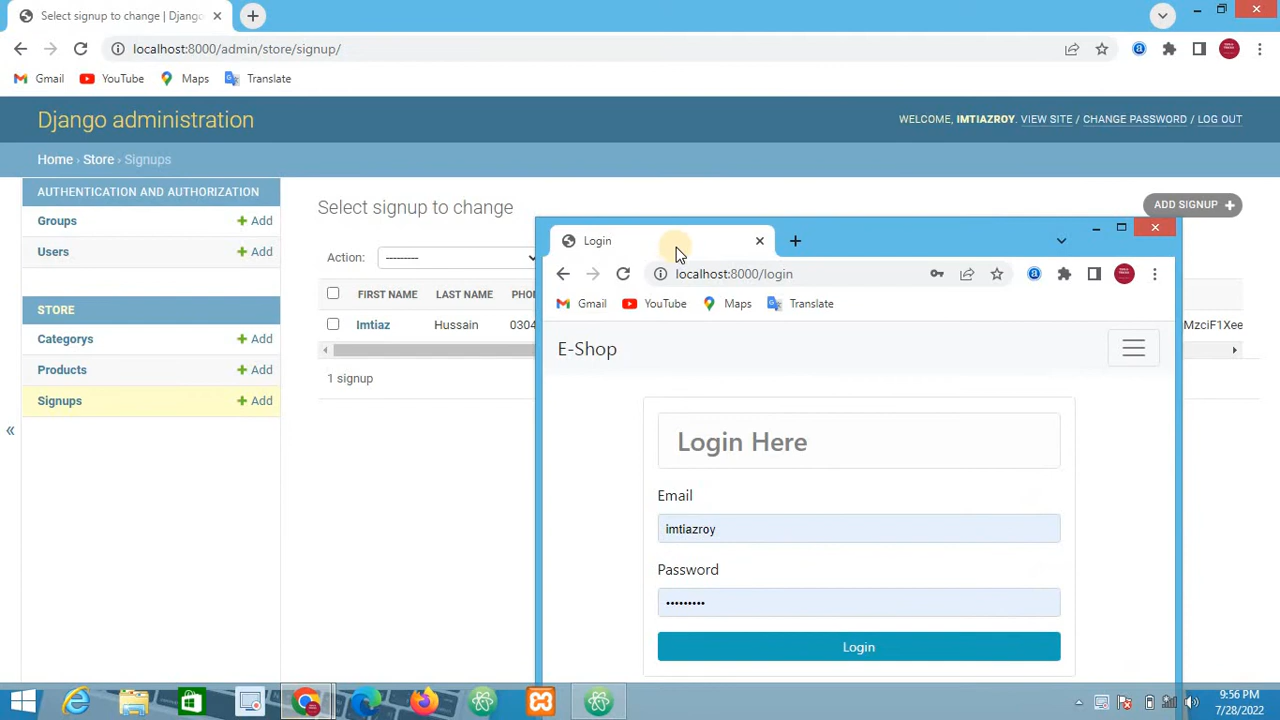 Select signup to change | Djang
localhost:8000/admin/store/signup/
Gmail YouTube Maps Translate
Django administration
WELCOME, IMTIAZROY. VIEW SITE / CHANGE PASSWORD / LOG OUT
Home › Store › Signups
AUTHENTICATION AND AUTHORIZATION
Groups + Add
Users + Add
STORE
Categorys + Add
Products + Add
Signups + Add
«
Select signup to change
ADD SIGNUP +
Action: ---------
FIRST NAME LAST NAME PHO
Imtiaz Hussain 0304 MzciF1Xee
1 signup
Login
localhost:8000/login
Gmail YouTube Maps Translate
E-Shop
Login Here
Email
imtiazroy
Password
•••••••••
Login
9:56 PM
7/28/2022